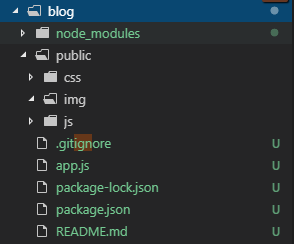 blog
node_modules
public
css
img
js
.gitignore U
app.js U
package-lock.json U
package.json U
README.md U